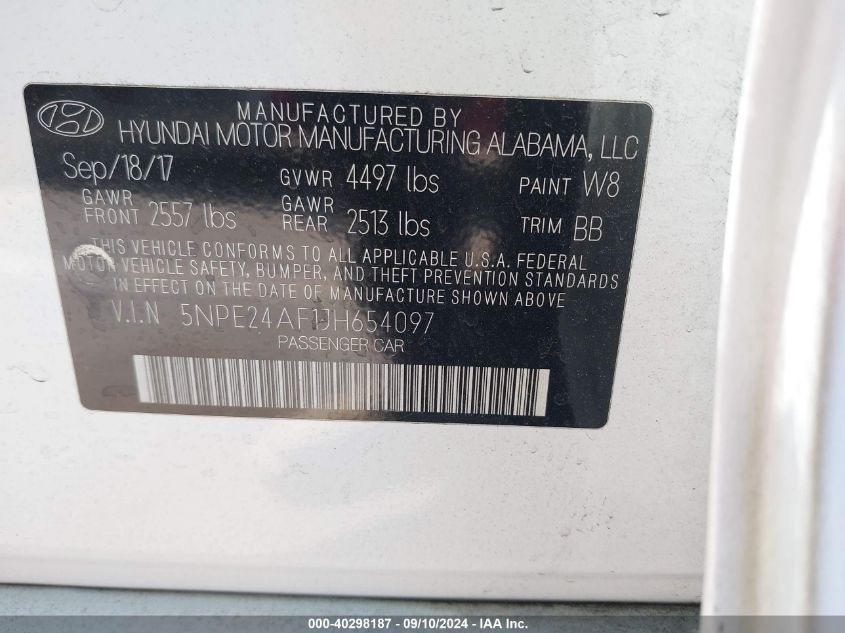 MANUFACTURED BY
HYUNDAI MOTOR MANUFACTURING ALABAMA, LLC
Sep/18/17 GVWR 4497 lbs PAINT W8
GAWR FRONT 2557 lbs GAWR REAR 2513 lbs TRIM BB
THIS VEHICLE CONFORMS TO ALL APPLICABLE U.S.A. FEDERAL
MOTOR VEHICLE SAFETY, BUMPER, AND THEFT PREVENTION STANDARDS
IN EFFECT ON THE DATE OF MANUFACTURE SHOWN ABOVE
V.I.N 5NPE24AF1JH654097
PASSENGER CAR
000-40298187 - 09/10/2024 - IAA, Inc.